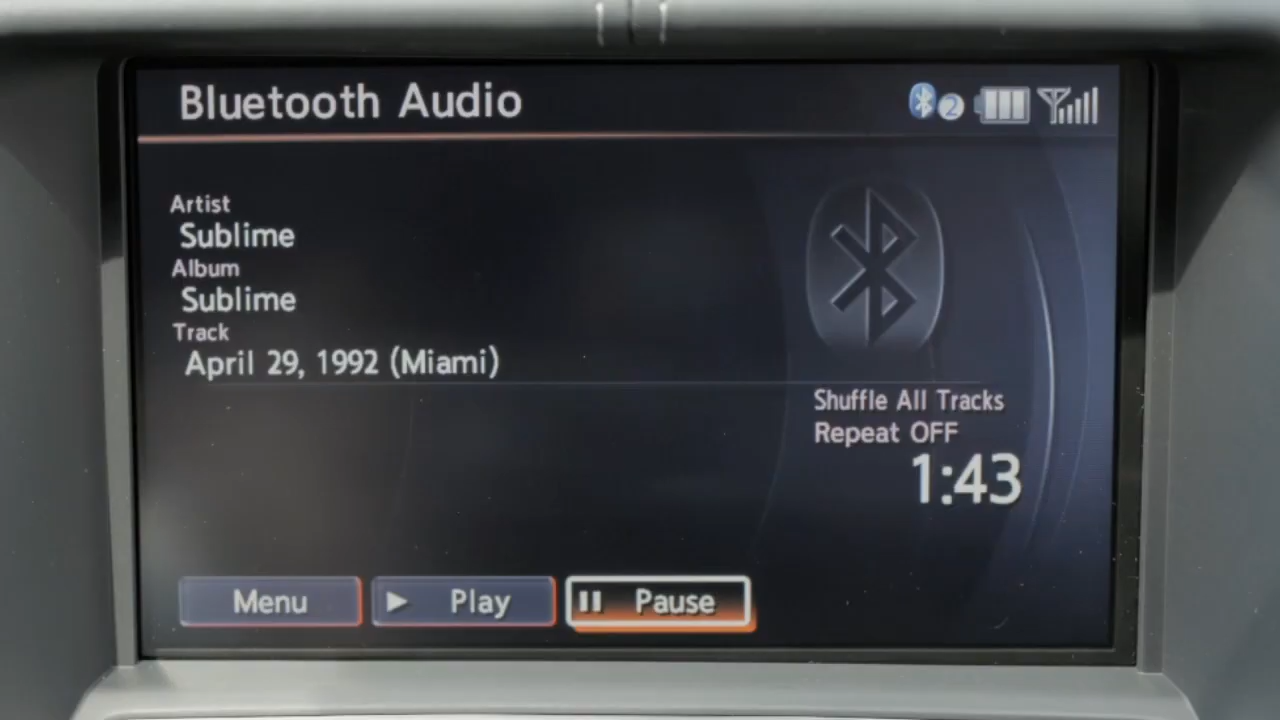 Bluetooth Audio
2
Artist
Sublime
Album
Sublime
Track
April 29, 1992 (Miami)
Shuffle All Tracks
Repeat OFF
1:43
Menu
Play
Pause